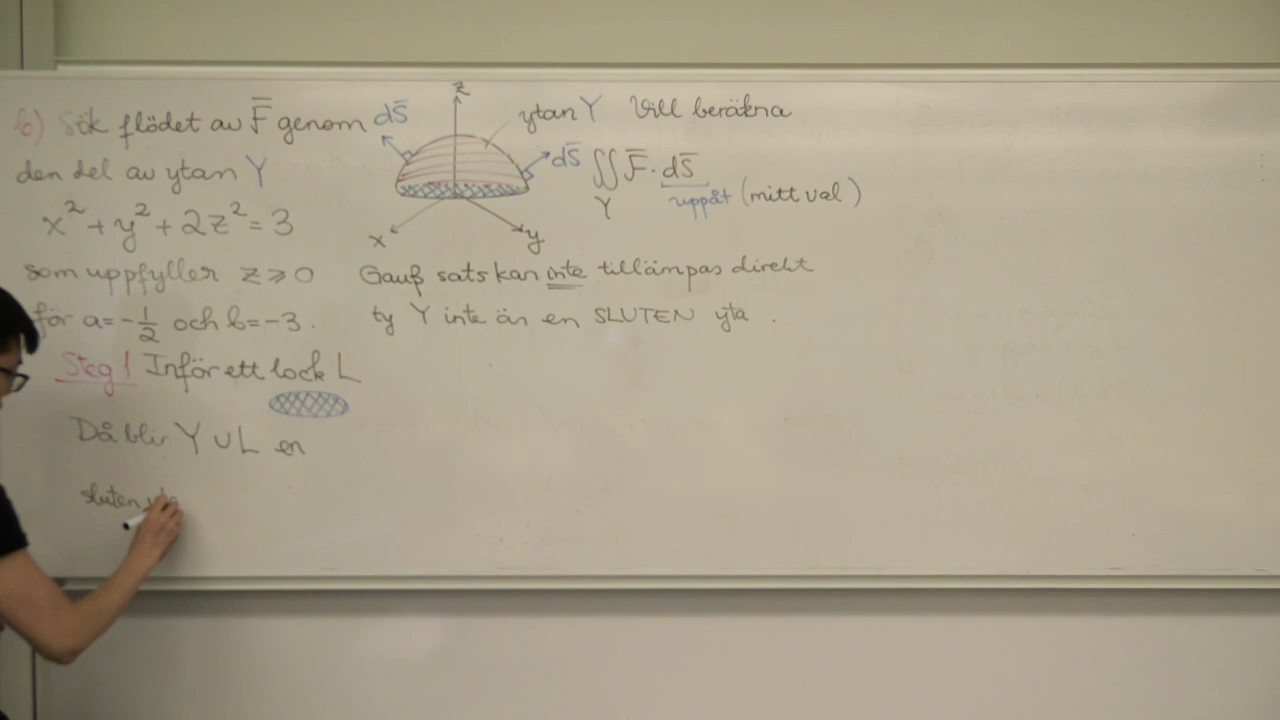 b) Sök flödet av F̅ genom
den del av ytan Y
x² + y² + 2z² = 3
som uppfyller z ⩾ 0
för a = -1/2 och b = -3.
dS̅
z
ytan Y
dS̅
x
y
Vill beräkna
∬ F̅ · dS̅
Y
uppåt (mitt val)
Gauß sats kan inte tillämpas direkt
ty Y inte är en SLUTEN yta.
Steg 1 Inför ett lock L
Då blir Y ∪ L en
sluten yta